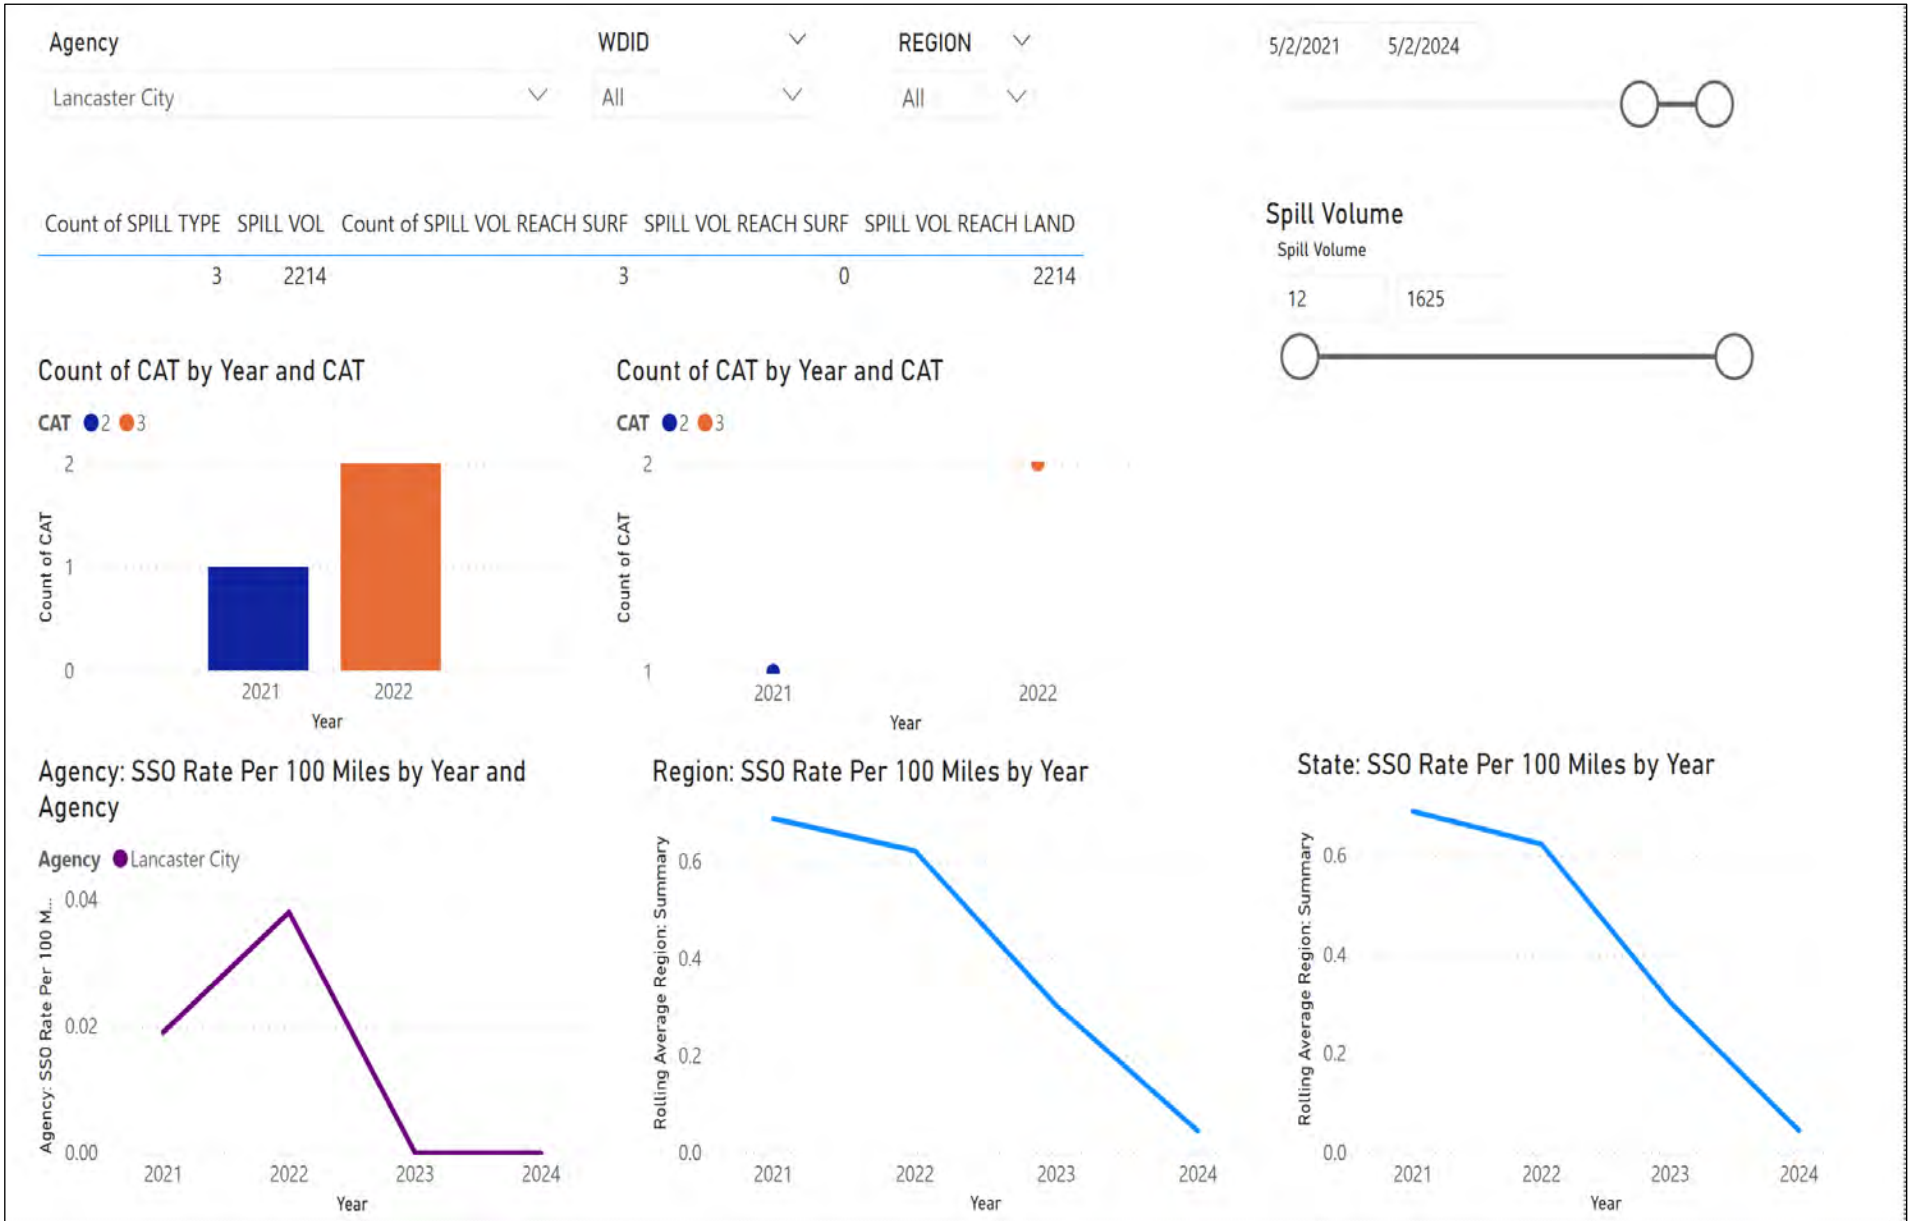 Agency WDID REGION 5/2/2021 5/2/2024
Lancaster City All All
Count of SPILL TYPE SPILL VOL Count of SPILL VOL REACH SURF SPILL VOL REACH SURF SPILL VOL REACH LAND
3 2214 3 0 2214
Spill Volume
Spill Volume
12 1625
Count of CAT by Year and CAT
CAT 2 3
Count of CAT
2
1
0
2021 2022
Year
Count of CAT by Year and CAT
CAT 2 3
Count of CAT
2
1
2021 2022
Year
Agency: SSO Rate Per 100 Miles by Year and
Agency
Agency Lancaster City
Agency: SSO Rate Per 100 M...
0.04
0.02
0.00
2021 2022 2023 2024
Year
Region: SSO Rate Per 100 Miles by Year
Rolling Average Region: Summary
0.6
0.4
0.2
0.0
2021 2022 2023 2024
Year
State: SSO Rate Per 100 Miles by Year
Rolling Average Region: Summary
0.6
0.4
0.2
0.0
2021 2022 2023 2024
Year